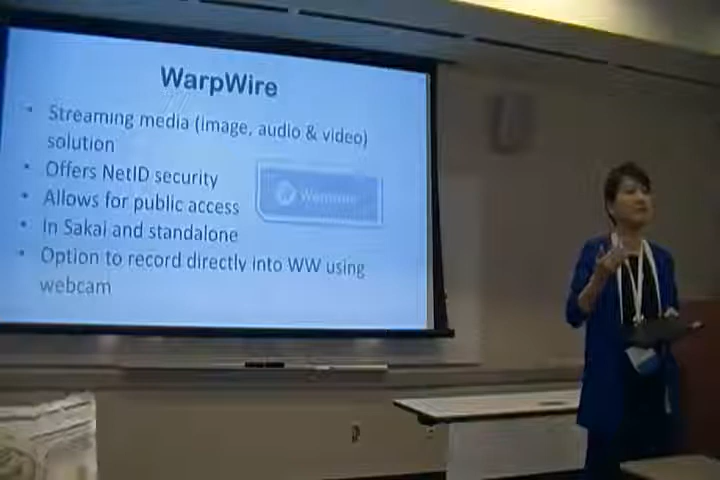 WarpWire
• Streaming media (image, audio & video)
solution
• Offers NetID security
• Allows for public access
• In Sakai and standalone
• Option to record directly into WW using
webcam